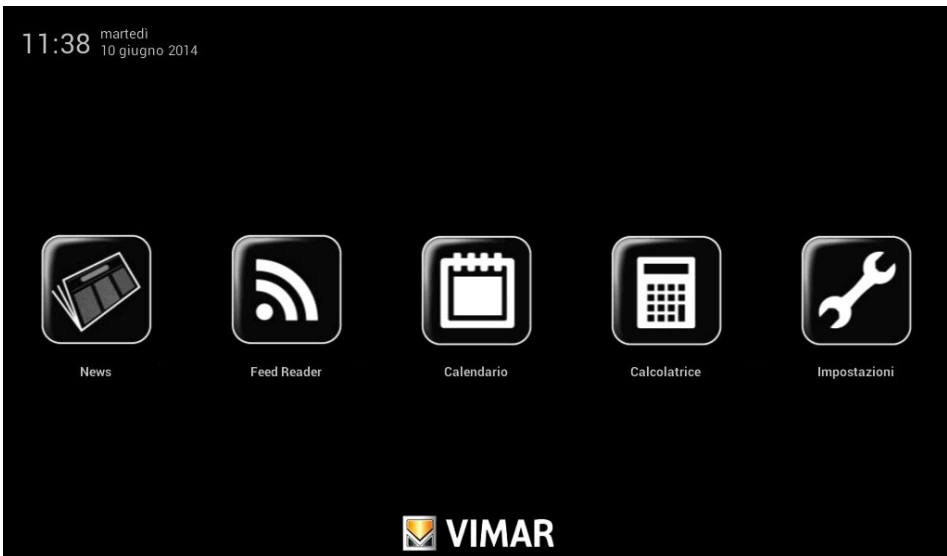 11:38
martedì
10 giugno 2014
News
Feed Reader
Calendario
Calcolatrice
Impostazioni
VIMAR